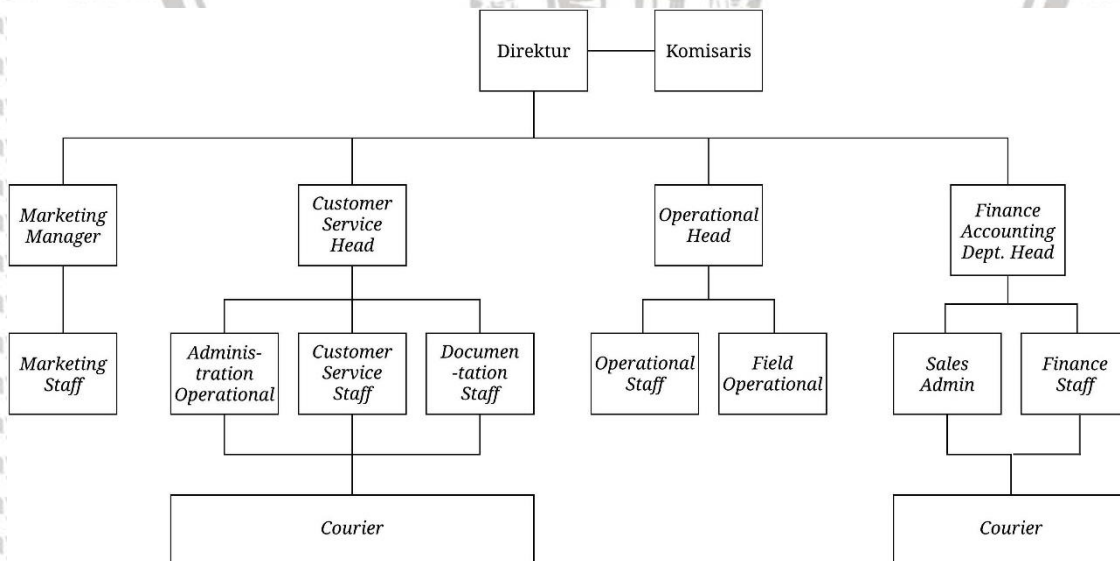 Direktur
Komisaris
Marketing
Manager
Customer
Service
Head
Operational
Head
Finance
Accounting
Dept. Head
Marketing
Staff
Adminis-
tration
Operational
Customer
Service
Staff
Documen
-tation
Staff
Operational
Staff
Field
Operational
Sales
Admin
Finance
Staff
Courier
Courier